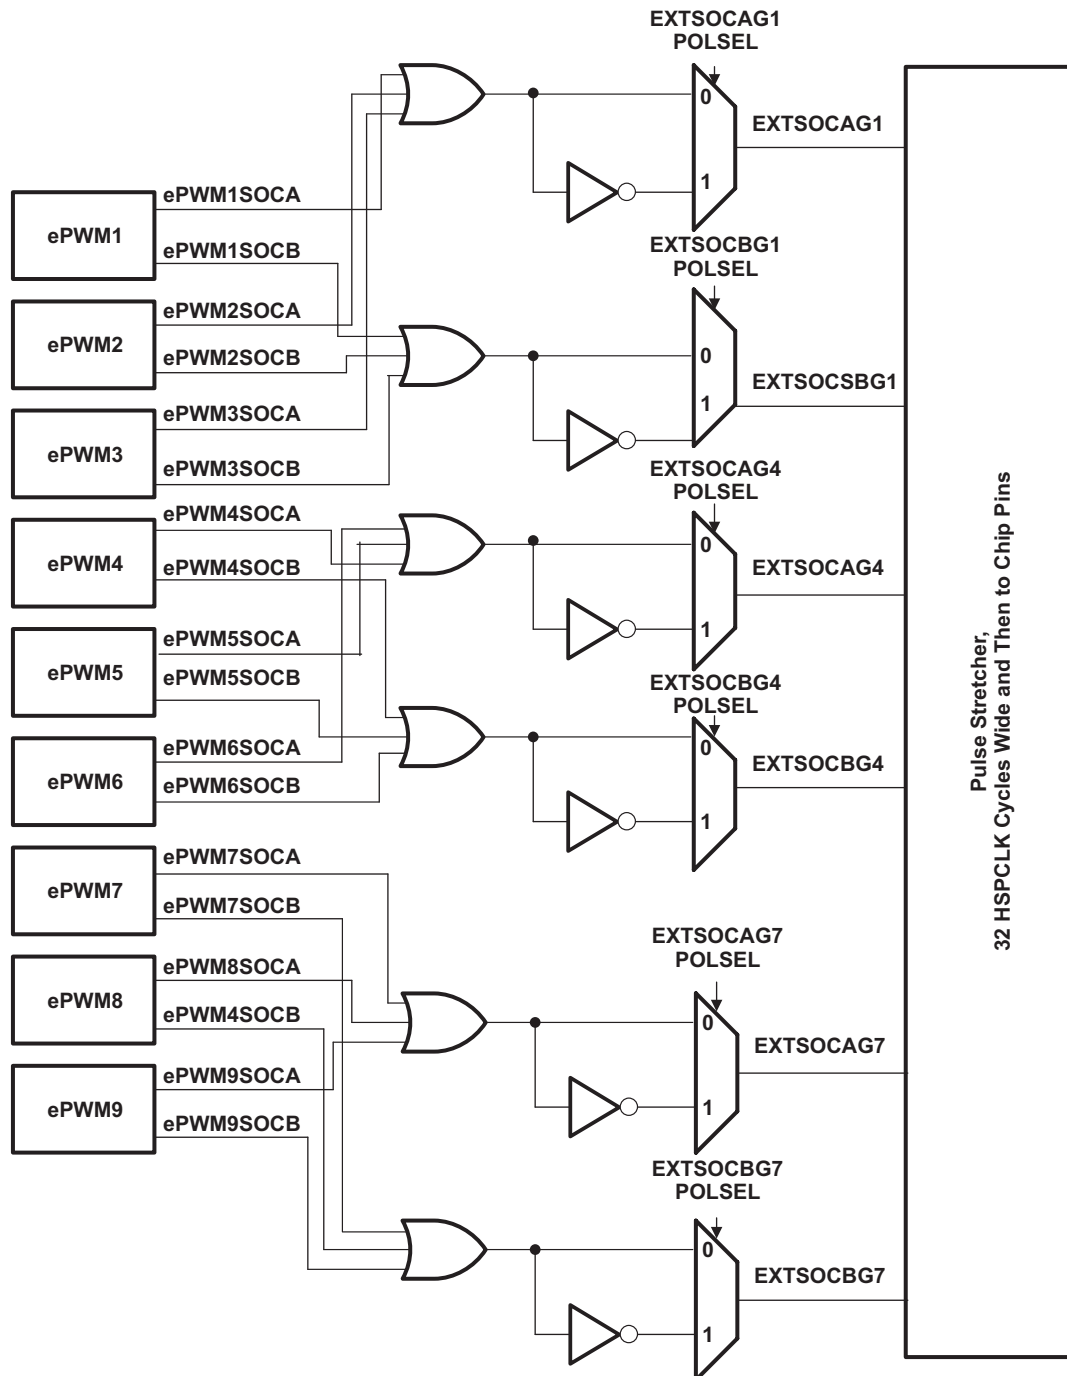 EXTSOCAG1
POLSEL
0
EXTSOCAG1
1
ePWM1
ePWM1SOCA
ePWM1SOCB
EXTSOCBG1
POLSEL
ePWM2
ePWM2SOCA
ePWM2SOCB
0
1
EXTSOCSBG1
ePWM3
ePWM3SOCA
ePWM3SOCB
EXTSOCAG4
POLSEL
ePWM4
ePWM4SOCA
ePWM4SOCB
0
EXTSOCAG4
1
ePWM5
ePWM5SOCA
ePWM5SOCB
EXTSOCBG4
POLSEL
ePWM6
ePWM6SOCA
ePWM6SOCB
0
EXTSOCBG4
1
ePWM7
ePWM7SOCA
ePWM7SOCB
EXTSOCAG7
POLSEL
ePWM8
ePWM8SOCA
ePWM4SOCB
0
EXTSOCAG7
1
ePWM9
ePWM9SOCA
ePWM9SOCB
EXTSOCBG7
POLSEL
0
EXTSOCBG7
1
Pulse Stretcher,
32 HSPCLK Cycles Wide and Then to Chip Pins